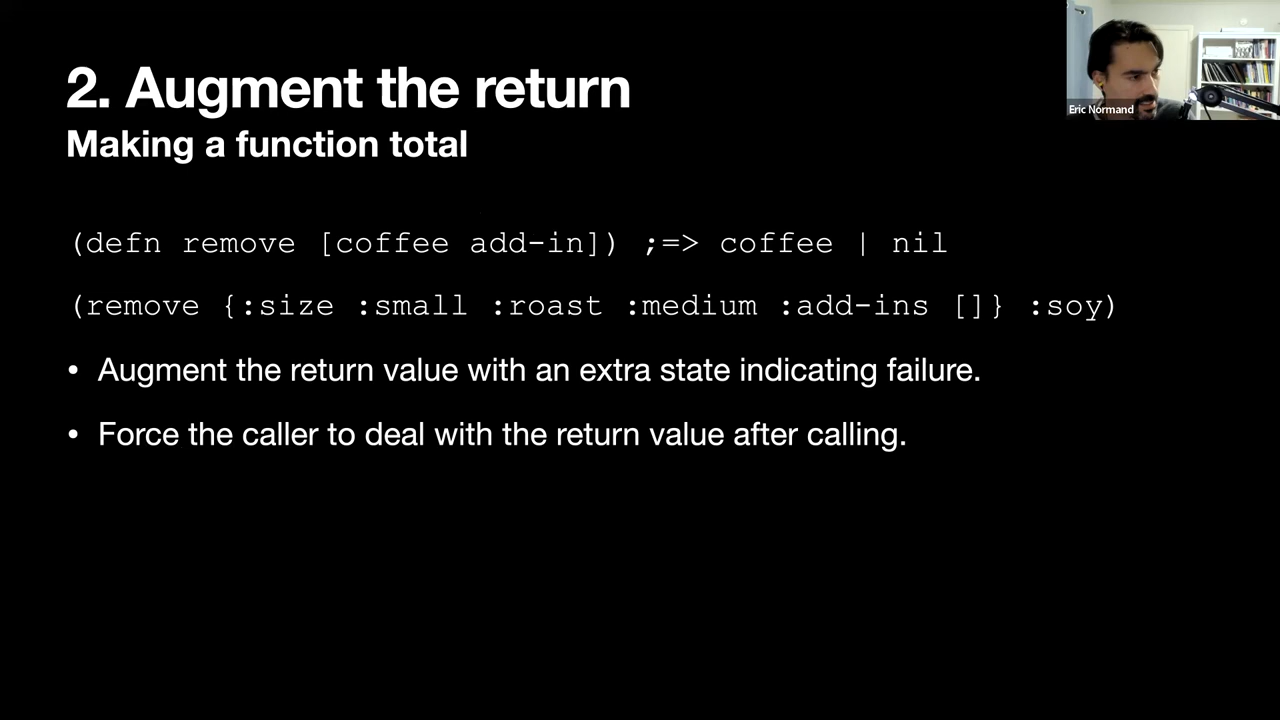 2. Augment the return
Making a function total
Eric Normand
(defn remove [coffee add-in]) ;=> coffee | nil
(remove {:size :small :roast :medium :add-ins []} :soy)
• Augment the return value with an extra state indicating failure.
• Force the caller to deal with the return value after calling.